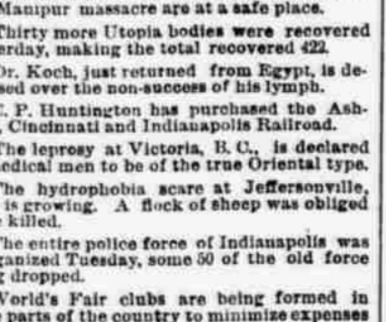 Manipur massacre are at a safe place.
Thirty more Utopia bodies were recovered
erday, making the total recovered 422.
Dr. Koch, just returned from Egypt, is de-
sed over the non-success of his lymph.
P. Huntington has purchased the Ash-
, Cincinnati and Indianapolis Railroad.
The leprosy at Victoria, B. C., is declared
edical men to be of the true Oriental type.
The hydrophobia scare at Jeffersonville,
is growing. A flock of sheep was obliged
e killed.
The entire police force of Indianapolis was
ganized Tuesday, some 50 of the old force
g dropped.
World's Fair clubs are being formed in
e parts of the country to minimize expenses